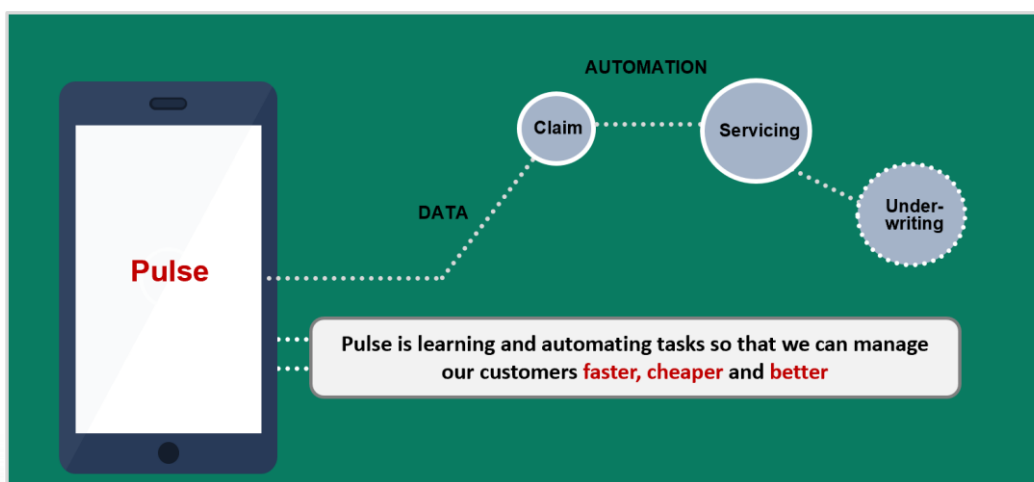 AUTOMATION
Claim
Servicing
DATA
Under-
writing
Pulse
Pulse is learning and automating tasks so that we can manage
our customers faster, cheaper and better